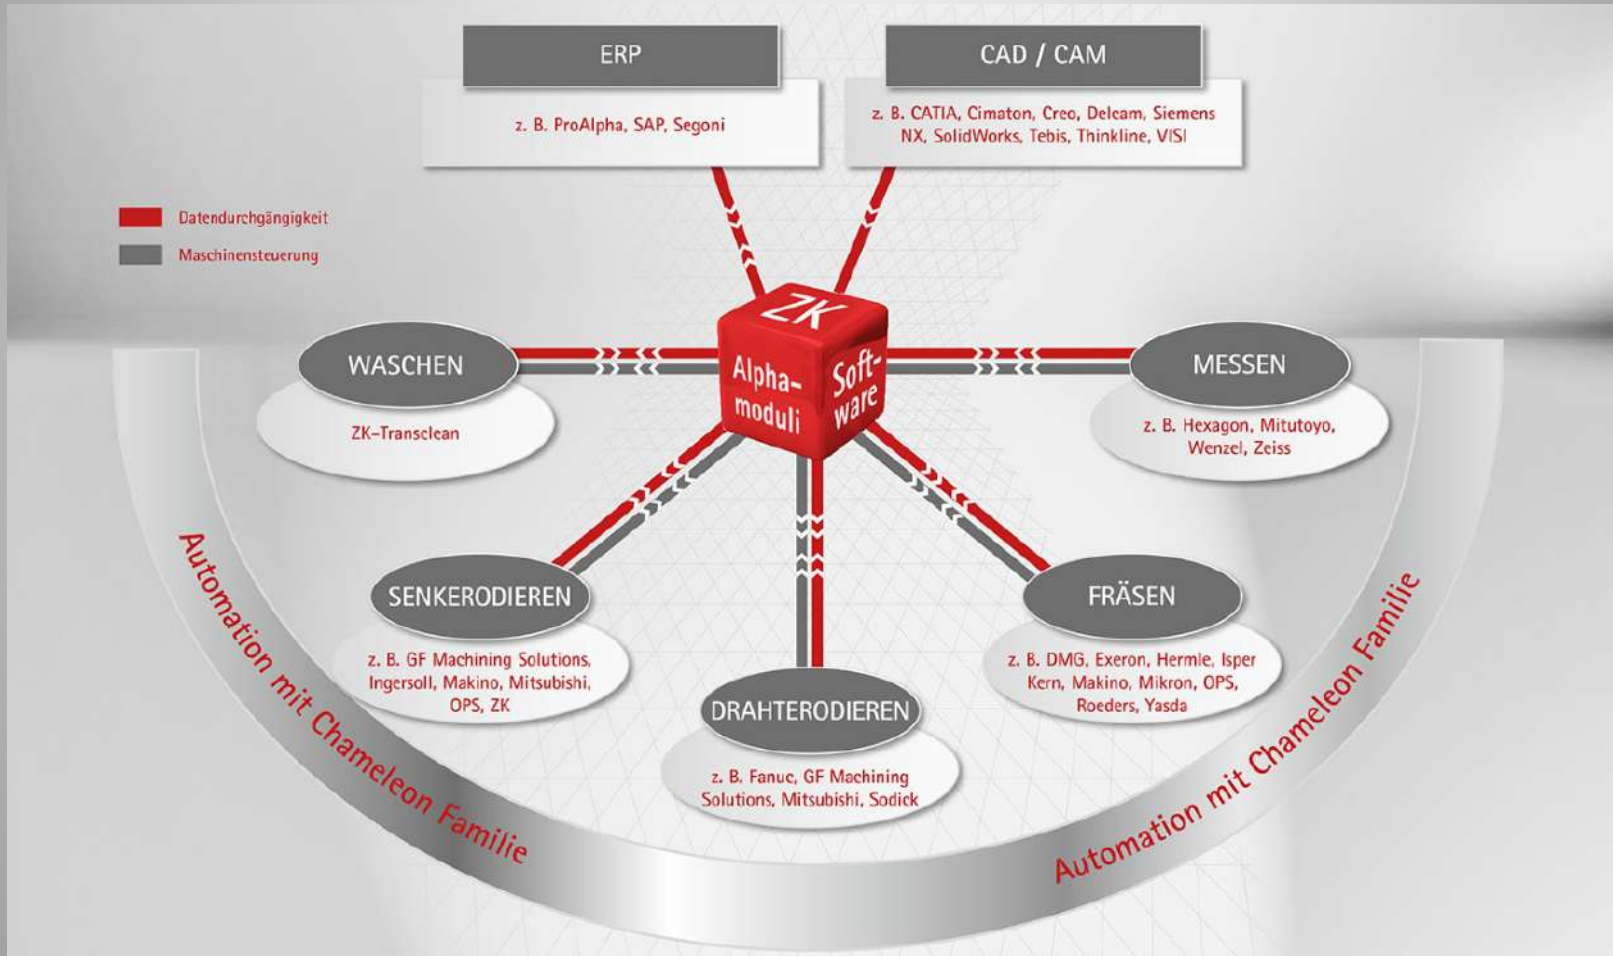 ERP
z. B. ProAlpha, SAP, Segoni
CAD / CAM
z. B. CATIA, Cimaton, Creo, Delcam, Siemens
NX, SolidWorks, Tebis, Thinkline, VISI
Datendurchgängigkeit
Maschinensteuerung
ZK
Alpha-
moduli
Soft-
ware
WASCHEN
ZK-Transclean
MESSEN
z. B. Hexagon, Mitutoyo,
Wenzel, Zeiss
SENKERODIEREN
z. B. GF Machining Solutions,
Ingersoll, Makino, Mitsubishi,
OPS, ZK
DRAHTERODIEREN
z. B. Fanuc, GF Machining
Solutions, Mitsubishi, Sodick
FRÄSEN
z. B. DMG, Exeron, Hermle, Isper
Kern, Makino, Mikron, OPS,
Roeders, Yasda
Automation mit Chameleon Familie
Automation mit Chameleon Familie